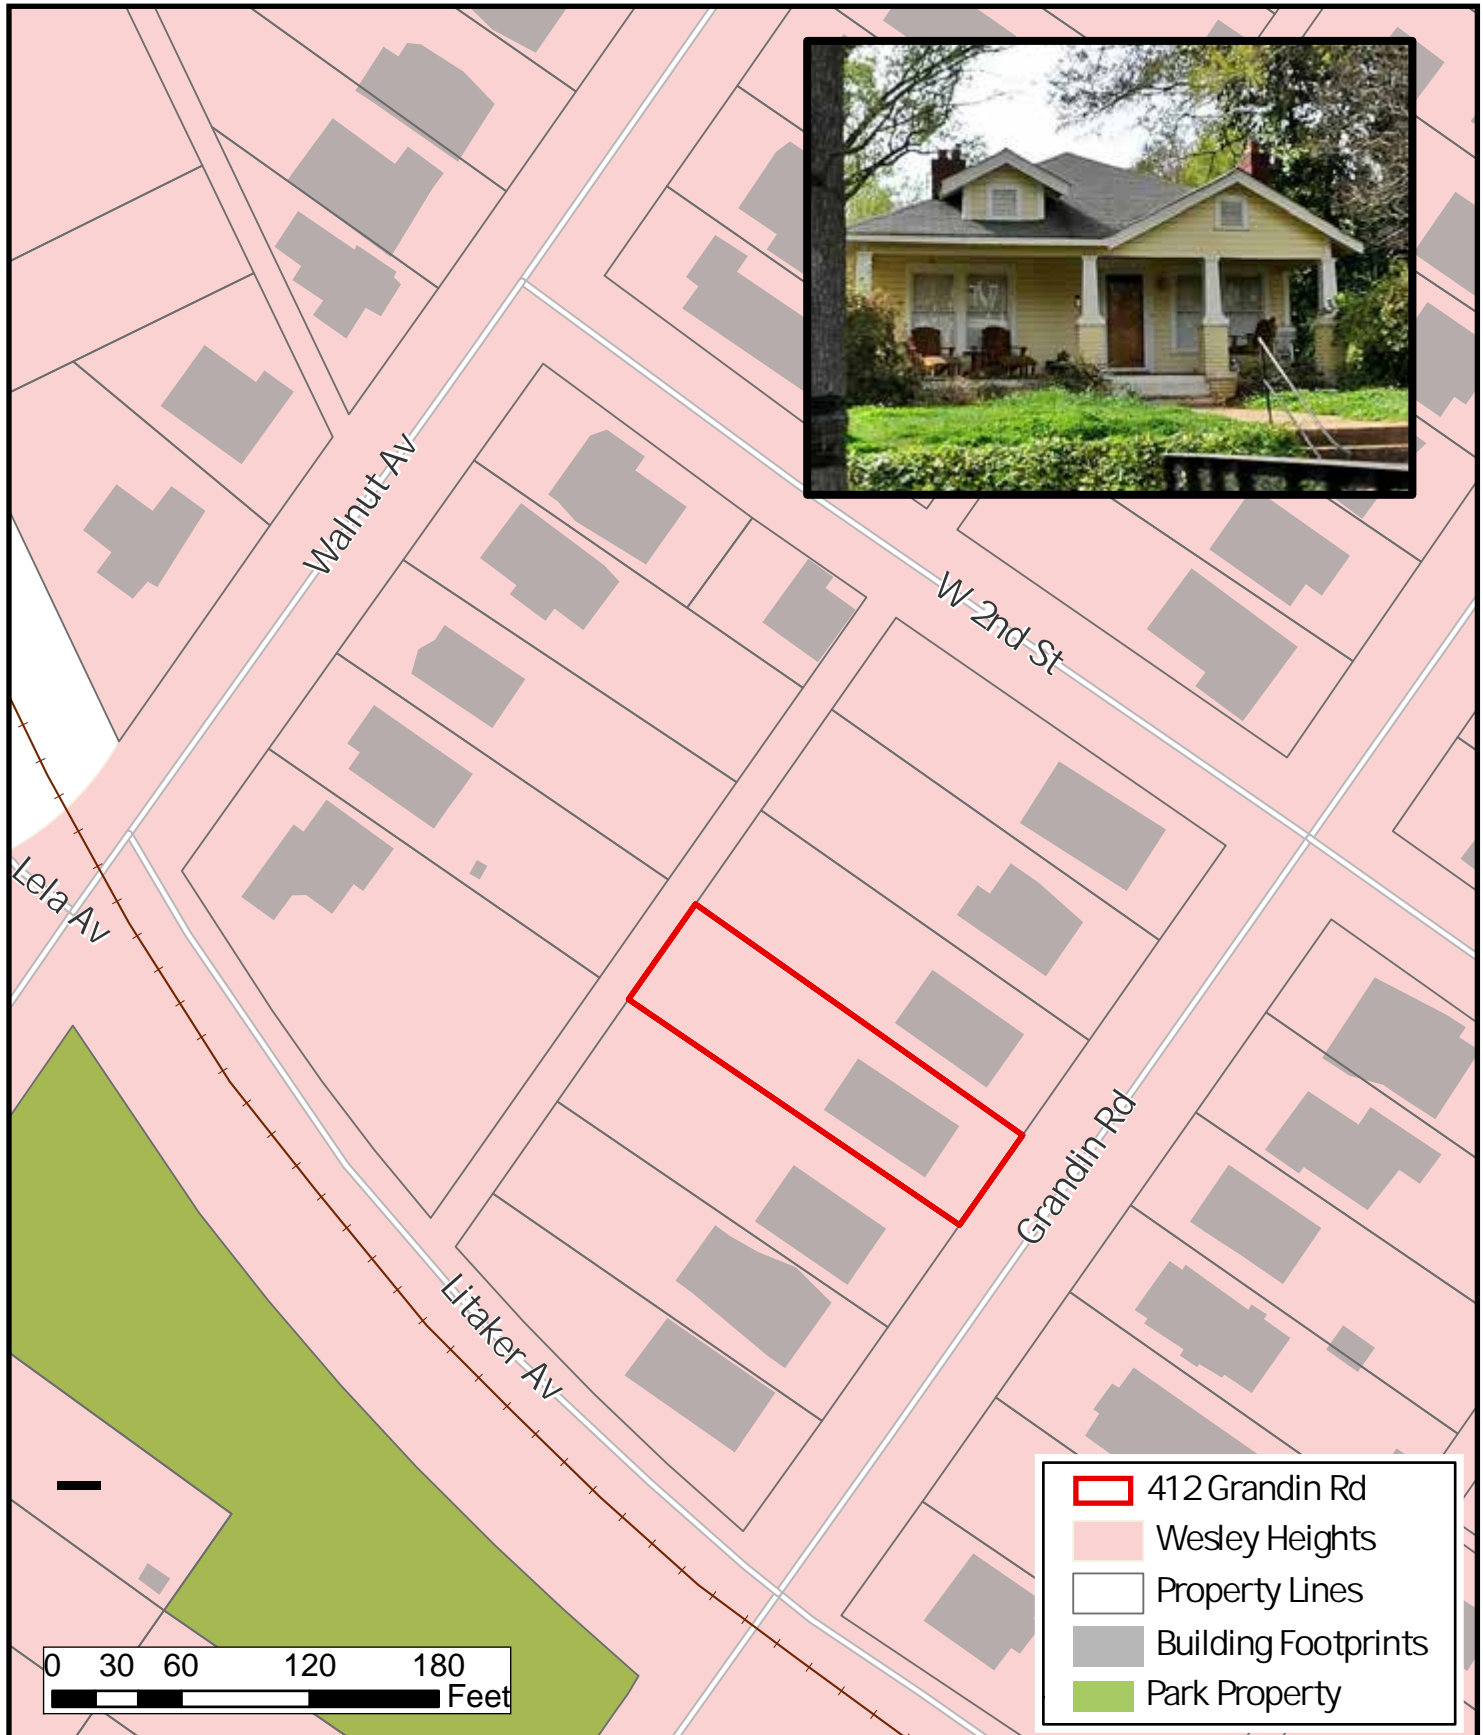 Walnut Av
W 2nd St
Lela Av
Grandin Rd
Litaker Av
412 Grandin Rd
Wesley Heights
Property Lines
Building Footprints
Park Property
0 30 60 120 180
Feet